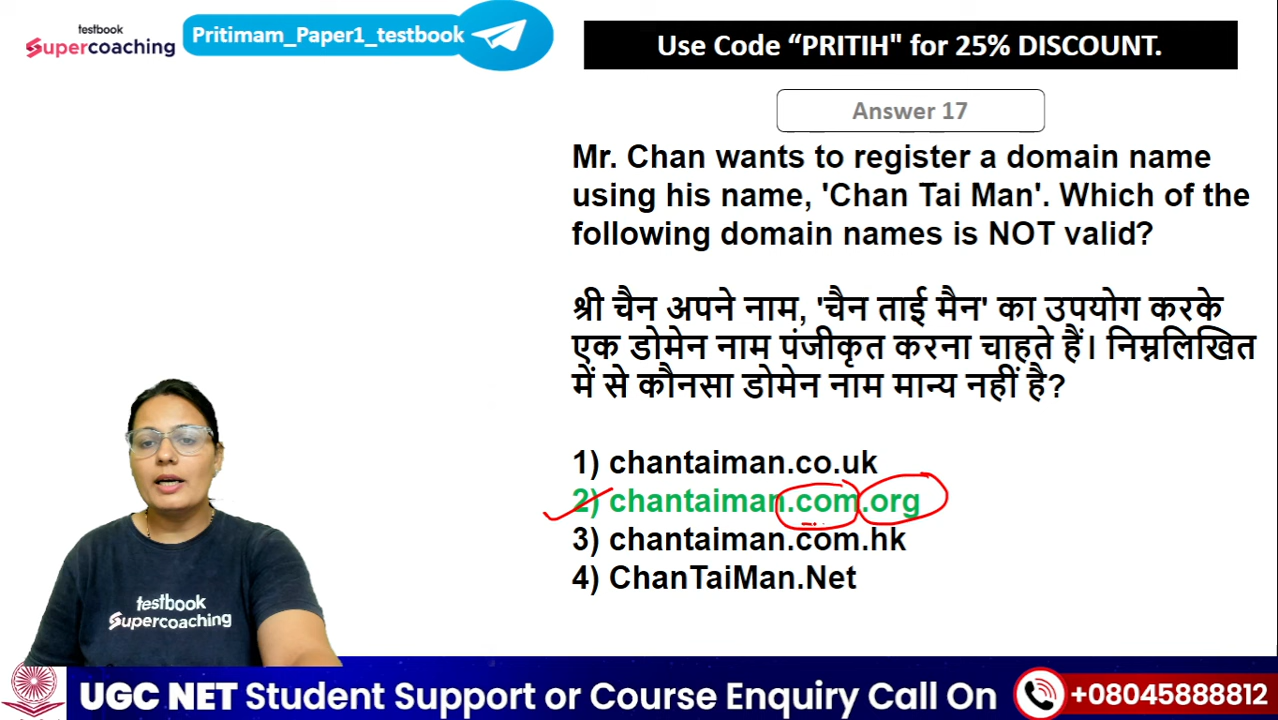 testbook
Supercoaching
Pritimam_Paper1_testbook
Use Code “PRITIH" for 25% DISCOUNT.
Answer 17
Mr. Chan wants to register a domain name
using his name, 'Chan Tai Man'. Which of the
following domain names is NOT valid?
श्री चैन अपने नाम, 'चैन ताई मैन' का उपयोग करके
एक डोमेन नाम पंजीकृत करना चाहते हैं। निम्नलिखित
में से कौनसा डोमेन नाम मान्य नहीं है?
1) chantaiman.co.uk
2) chantaiman.com.org
3) chantaiman.com.hk
4) ChanTaiMan.Net
testbook
Supercoaching
UGC NET Student Support or Course Enquiry Call On
+08045888812